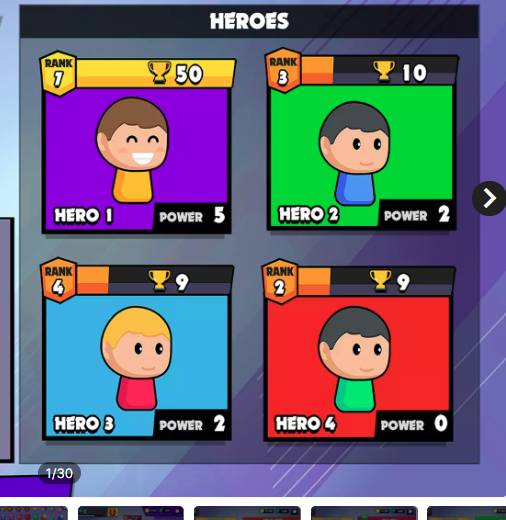 HEROES
RANK 7
50
RANK 3
10
HERO 1
POWER 5
HERO 2
POWER 2
RANK 4
9
RANK 2
9
HERO 3
POWER 2
HERO 4
POWER 0
1/30